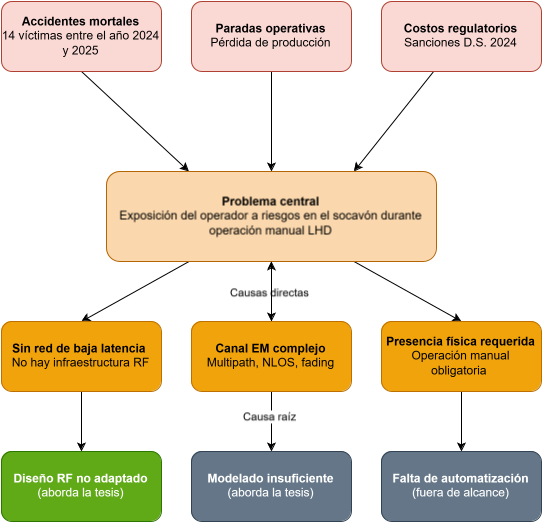 Accidentes mortales
14 víctimas entre el año 2024
y 2025
Paradas operativas
Pérdida de producción
Costos regulatorios
Sanciones D.S. 2024
Problema central
Exposición del operador a riesgos en el socavón durante
operación manual LHD
Causas directas
Sin red de baja latencia
No hay infraestructura RF
Canal EM complejo
Multipath, NLOS, fading
Presencia física requerida
Operación manual
obligatoria
Causa raíz
Diseño RF no adaptado
(aborda la tesis)
Modelado insuficiente
(aborda la tesis)
Falta de automatización
(fuera de alcance)